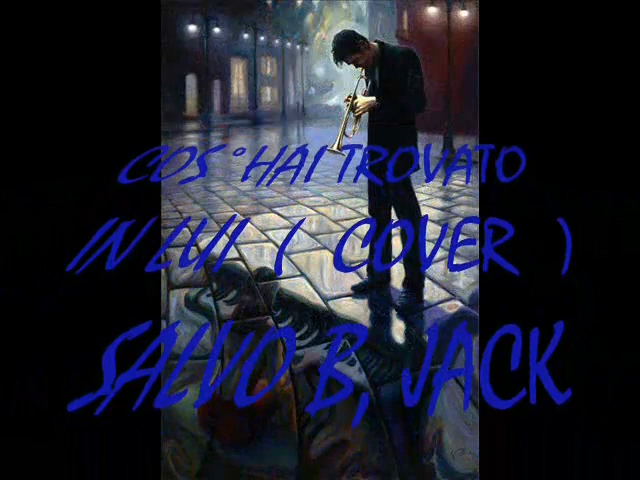 COS°HAI TROVATO
IN LUI ( COVER )
SALVO B, JACK